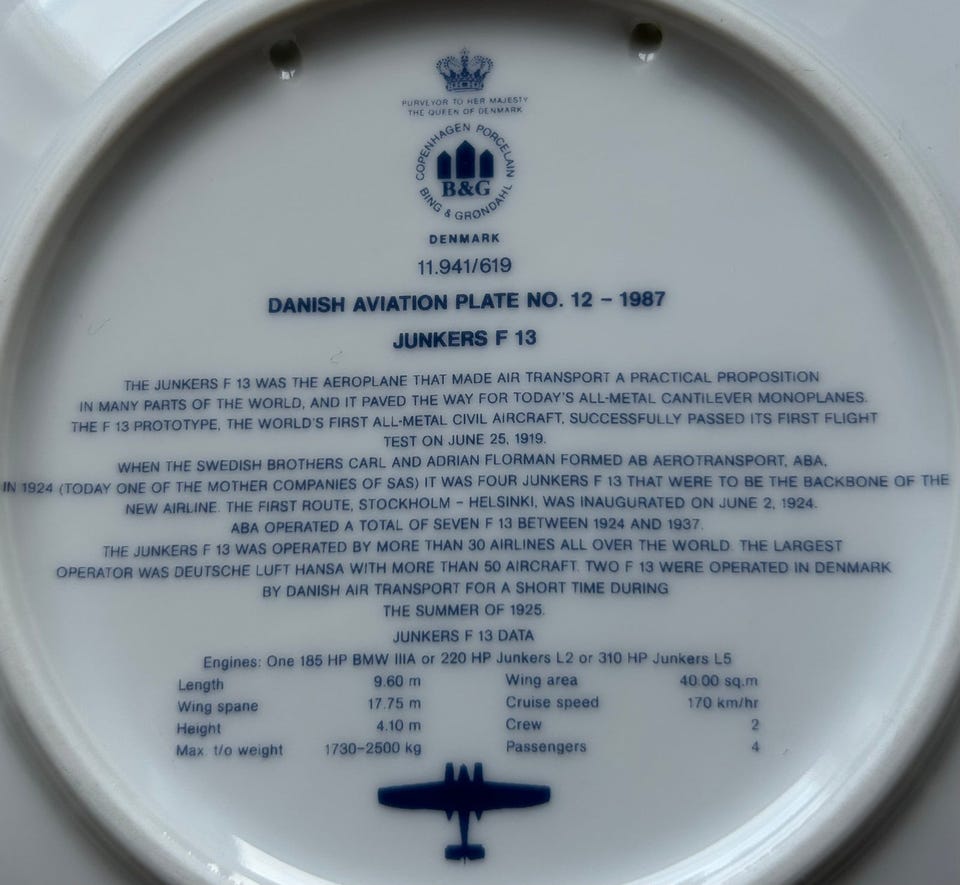 PURVEYOR TO HER MAJESTY
THE QUEEN OF DENMARK
COPENHAGEN PORCELAIN
B&G
BING & GRØNDAHL
DENMARK
11.941/619
DANISH AVIATION PLATE NO. 12 – 1987
JUNKERS F 13
THE JUNKERS F 13 WAS THE AEROPLANE THAT MADE AIR TRANSPORT A PRACTICAL PROPOSITION
IN MANY PARTS OF THE WORLD, AND IT PAVED THE WAY FOR TODAY'S ALL-METAL CANTILEVER MONOPLANES.
THE F 13 PROTOTYPE, THE WORLD'S FIRST ALL-METAL CIVIL AIRCRAFT, SUCCESSFULLY PASSED ITS FIRST FLIGHT
TEST ON JUNE 25, 1919.
WHEN THE SWEDISH BROTHERS CARL AND ADRIAN FLORMAN FORMED AB AEROTRANSPORT, ABA,
IN 1924 (TODAY ONE OF THE MOTHER COMPANIES OF SAS) IT WAS FOUR JUNKERS F 13 THAT WERE TO BE THE BACKBONE OF THE
NEW AIRLINE. THE FIRST ROUTE, STOCKHOLM – HELSINKI, WAS INAUGURATED ON JUNE 2, 1924.
ABA OPERATED A TOTAL OF SEVEN F 13 BETWEEN 1924 AND 1937.
THE JUNKERS F 13 WAS OPERATED BY MORE THAN 30 AIRLINES ALL OVER THE WORLD. THE LARGEST
OPERATOR WAS DEUTSCHE LUFT HANSA WITH MORE THAN 50 AIRCRAFT. TWO F 13 WERE OPERATED IN DENMARK
BY DANISH AIR TRANSPORT FOR A SHORT TIME DURING
THE SUMMER OF 1925.
JUNKERS F 13 DATA
Engines: One 185 HP BMW IIIA or 220 HP Junkers L2 or 310 HP Junkers L5
Length 9.60 m Wing area 40.00 sq.m
Wing spane 17.75 m Cruise speed 170 km/hr
Height 4.10 m Crew 2
Max. t/o weight 1730–2500 kg Passengers 4